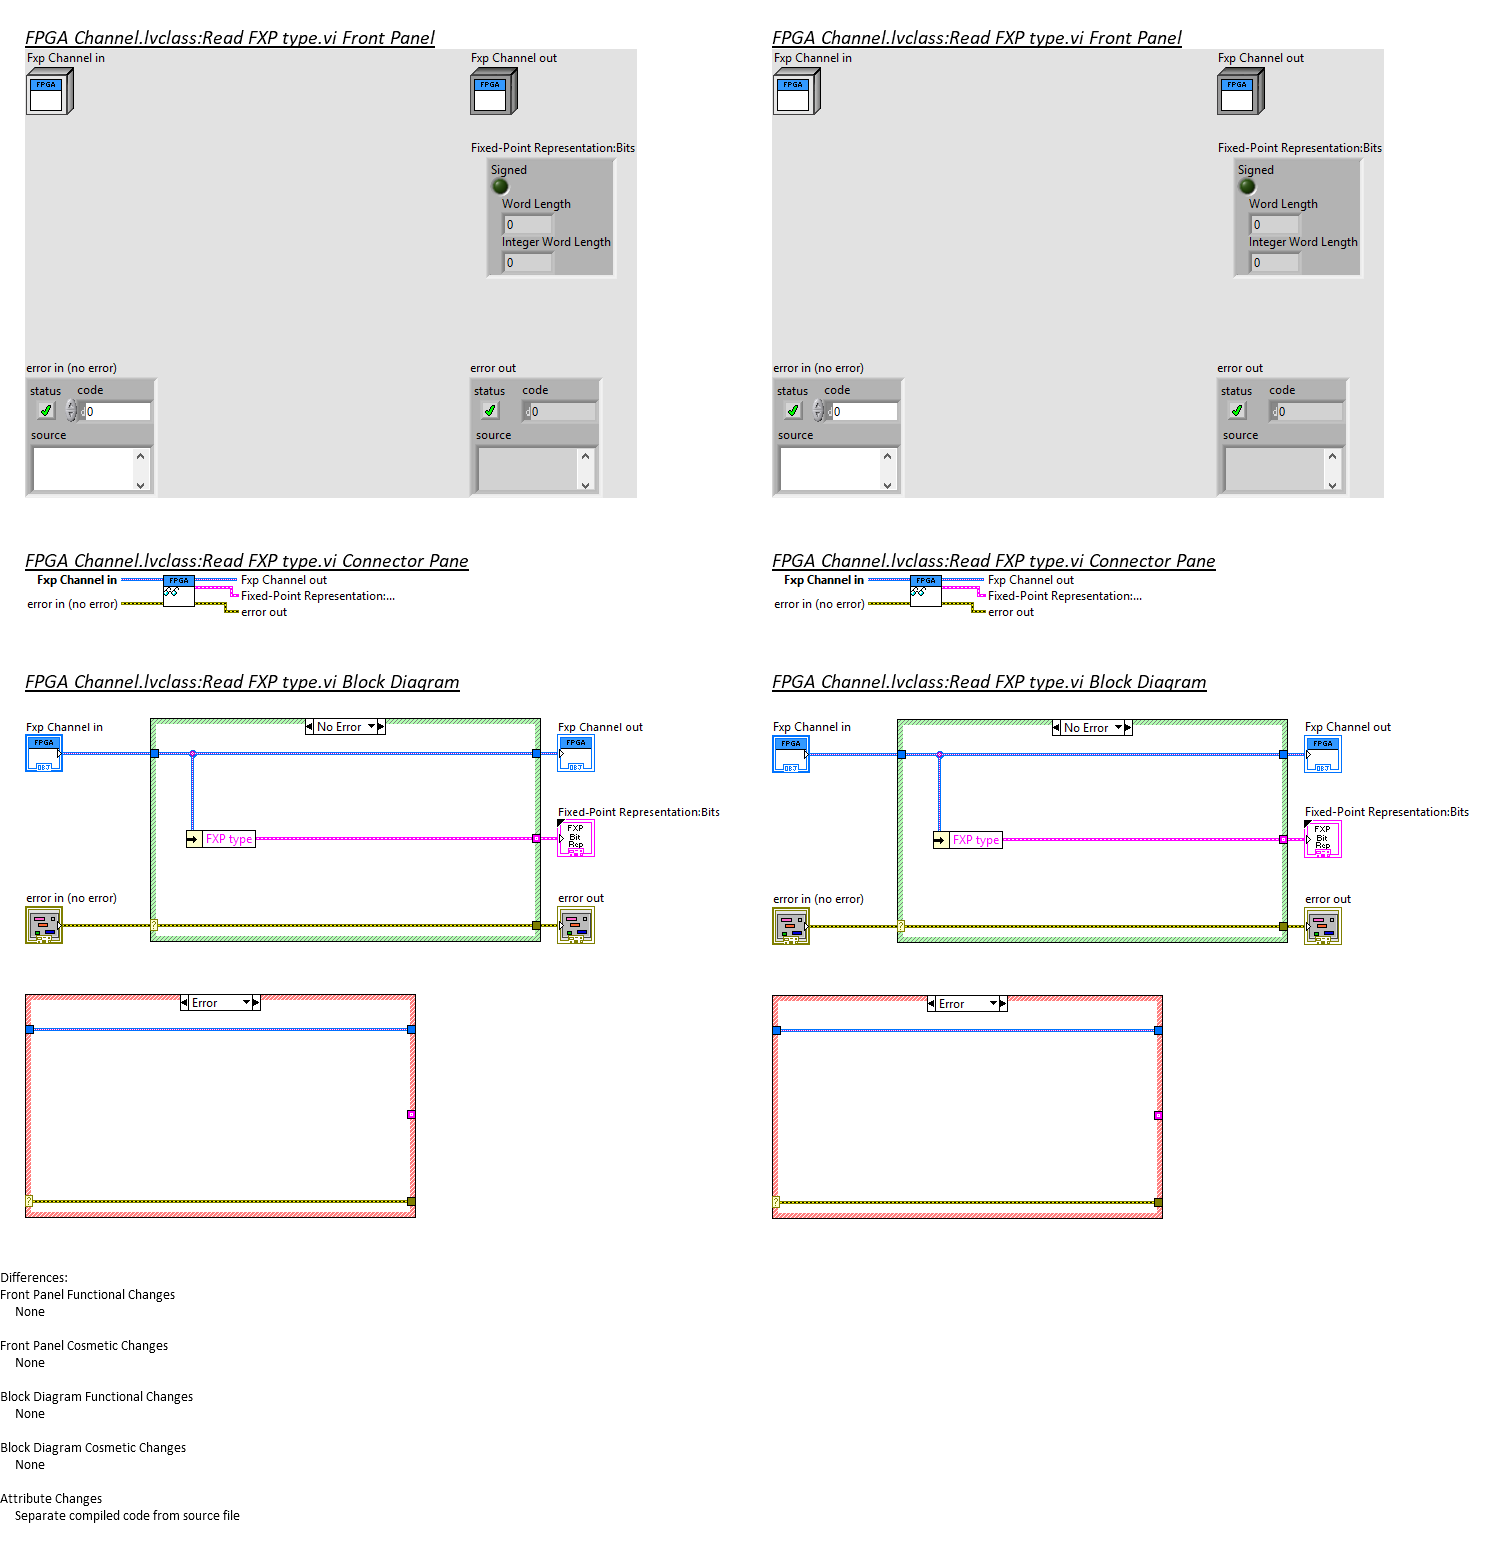 FPGA Channel.lvclass:Read FXP type.vi Front Panel
Fxp Channel in
Fxp Channel out
FPGA
FPGA
Fixed-Point Representation:Bits
Signed
Word Length
0
Integer Word Length
0
error in (no error)
error out
status code
d 0
source
status code
d 0
source
FPGA Channel.lvclass:Read FXP type.vi Connector Pane
Fxp Channel in
FPGA
Fxp Channel out
Fixed-Point Representation:...
error in (no error)
error out
FPGA Channel.lvclass:Read FXP type.vi Block Diagram
Fxp Channel in
FPGA
OBJ
No Error
Fxp Channel out
FPGA
OBJ
Fixed-Point Representation:Bits
FXP
Bit
Rep
FXP type
error in (no error)
?
error out
Error
?
FPGA Channel.lvclass:Read FXP type.vi Front Panel
Fxp Channel in
Fxp Channel out
FPGA
FPGA
Fixed-Point Representation:Bits
Signed
Word Length
0
Integer Word Length
0
error in (no error)
error out
status code
d 0
source
status code
d 0
source
FPGA Channel.lvclass:Read FXP type.vi Connector Pane
Fxp Channel in
FPGA
Fxp Channel out
Fixed-Point Representation:...
error in (no error)
error out
FPGA Channel.lvclass:Read FXP type.vi Block Diagram
Fxp Channel in
FPGA
OBJ
No Error
Fxp Channel out
FPGA
OBJ
Fixed-Point Representation:Bits
FXP
Bit
Rep
FXP type
error in (no error)
?
error out
Error
?
Differences:
Front Panel Functional Changes
None
Front Panel Cosmetic Changes
None
Block Diagram Functional Changes
None
Block Diagram Cosmetic Changes
None
Attribute Changes
Separate compiled code from source file